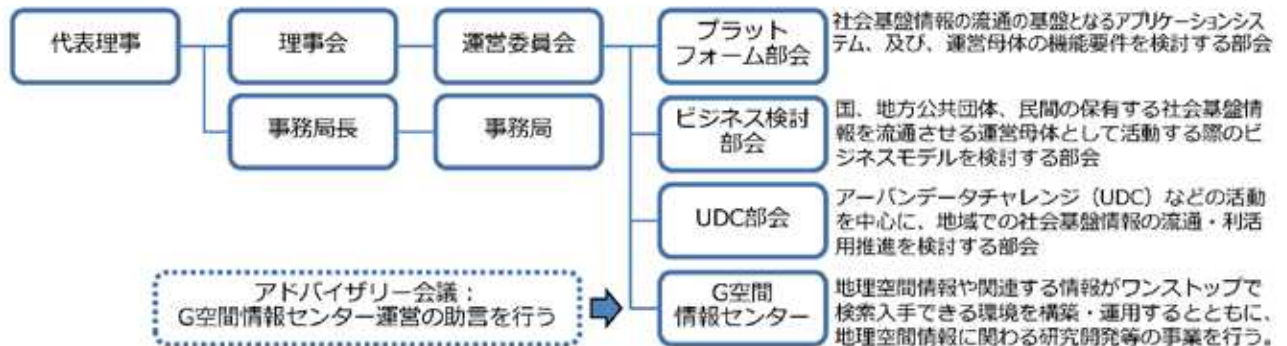 代表理事
理事会
運営委員会
プラット
フォーム部会
社会基盤情報の流通の基盤となるアプリケーションシス
テム、及び、運営母体の機能要件を検討する部会
事務局長
事務局
ビジネス検討
部会
国、地方公共団体、民間の保有する社会基盤情
報を流通させる運営母体として活動する際のビ
ジネスモデルを検討する部会
UDC部会
アーバンデータチャレンジ（UDC）などの活動
を中心に、地域での社会基盤情報の流通・利活
用推進を検討する部会
アドバイザリー会議：
G空間情報センター運営の助言を行う
G空間
情報センター
地理空間情報や関連する情報がワンストップで
検索入手できる環境を構築・運用するとともに、
地理空間情報に関わる研究開発等の事業を行う。